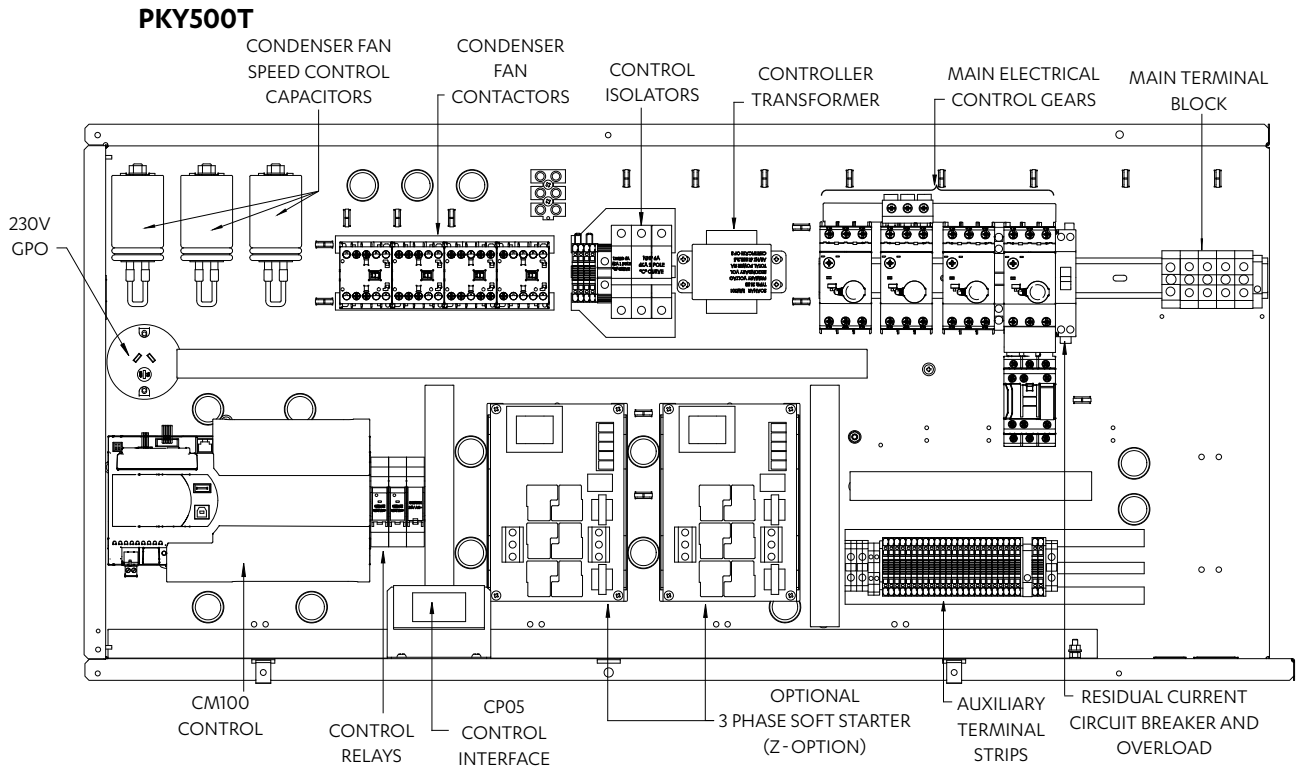 PKY500T
CONDENSER FAN
SPEED CONTROL
CAPACITORS
CONDENSER
FAN
CONTACTORS
CONTROL
ISOLATORS
CONTROLLER
TRANSFORMER
MAIN ELECTRICAL
CONTROL GEARS
MAIN TERMINAL
BLOCK
230V
GPO
CM100
CONTROL
CONTROL
RELAYS
CP05
CONTROL
INTERFACE
OPTIONAL
3 PHASE SOFT STARTER
(Z-OPTION)
AUXILIARY
TERMINAL
STRIPS
RESIDUAL CURRENT
CIRCUIT BREAKER AND
OVERLOAD